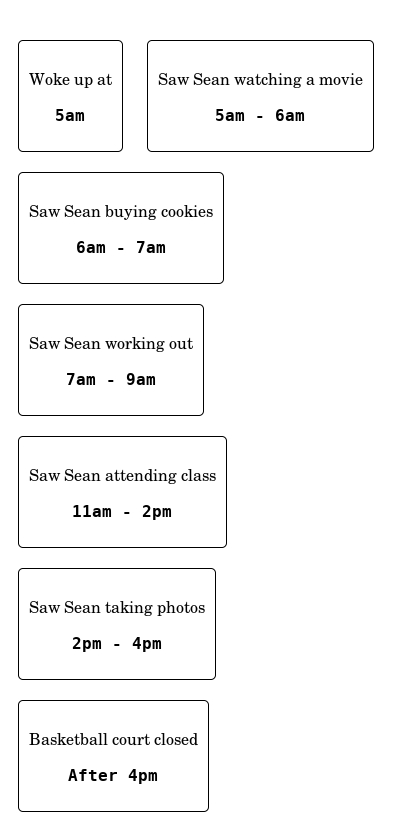 Woke up at
5am
Saw Sean watching a movie
5am - 6am
Saw Sean buying cookies
6am - 7am
Saw Sean working out
7am - 9am
Saw Sean attending class
11am - 2pm
Saw Sean taking photos
2pm - 4pm
Basketball court closed
After 4pm